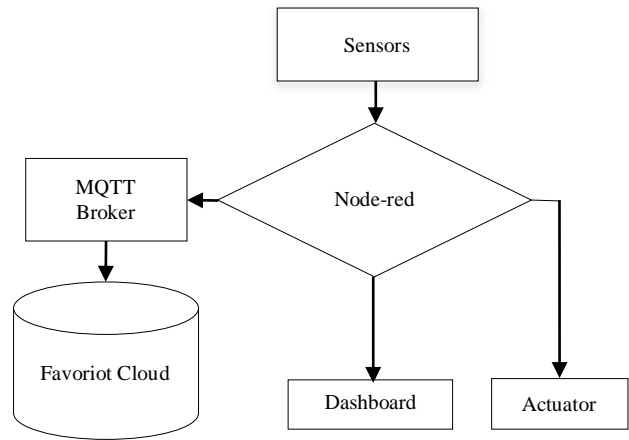 Sensors
MQTT
Broker
Node-red
Favoriot Cloud
Dashboard
Actuator